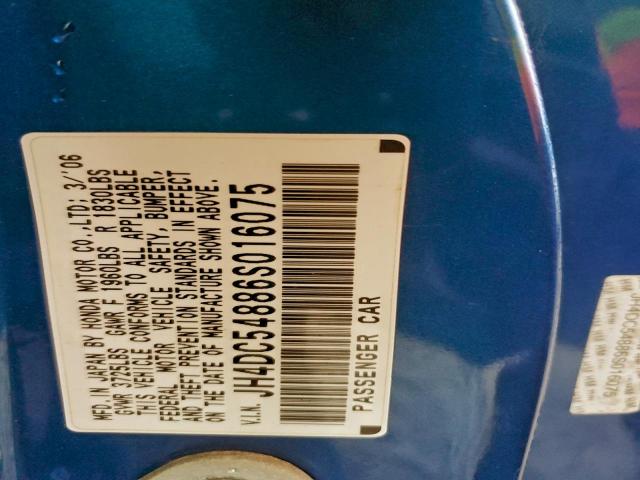 MFD. IN JAPAN BY HONDA MOTOR CO.,LTD; 3/'06
GVWR 3725LBS GAWR F 1960LBS R 1830LBS
THIS VEHICLE CONFORMS TO ALL APPLICABLE
FEDERAL MOTOR VEHICLE SAFETY, BUMPER,
AND THEFT PREVENTION STANDARDS IN EFFECT
ON THE DATE OF MANUFACTURE SHOWN ABOVE.
V.I.N. JH4DC54886S016075
PASSENGER CAR